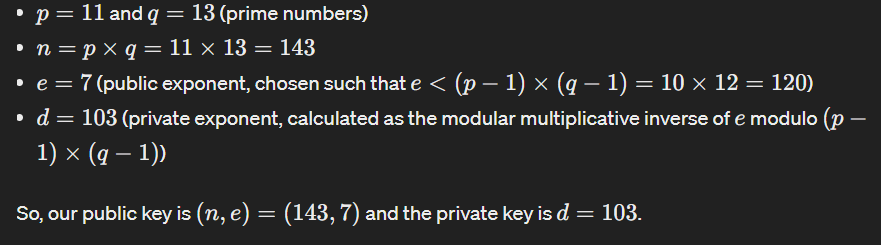 • p = 11 and q = 13 (prime numbers)
• n = p × q = 11 × 13 = 143
• e = 7 (public exponent, chosen such that e < (p − 1) × (q − 1) = 10 × 12 = 120)
• d = 103 (private exponent, calculated as the modular multiplicative inverse of e modulo (p −
1) × (q − 1))
So, our public key is (n, e) = (143, 7) and the private key is d = 103.